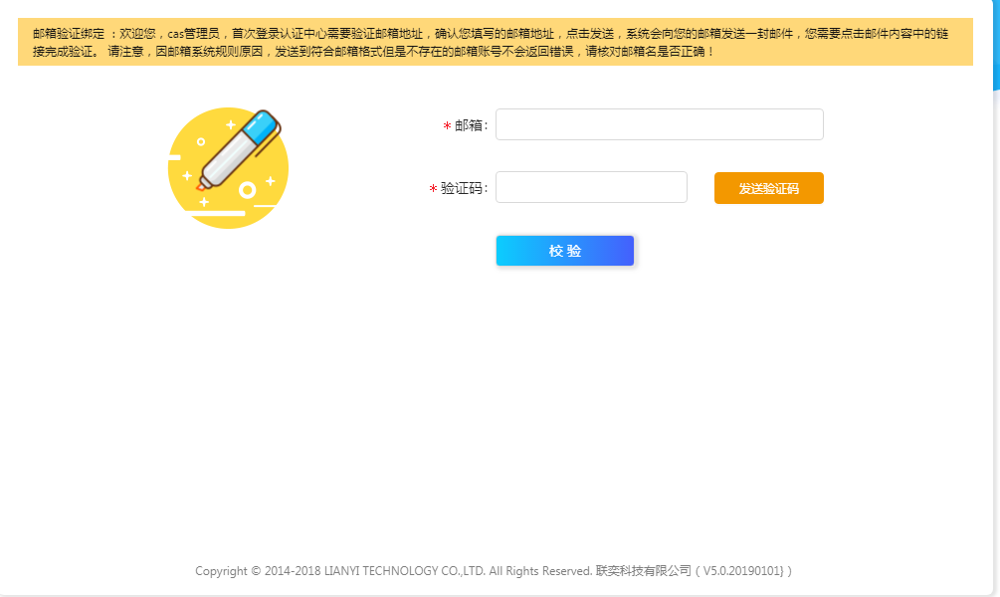 邮箱验证绑定 ：欢迎您，cas管理员，首次登录认证中心需要验证邮箱地址，确认您填写的邮箱地址，点击发送，系统会向您的邮箱发送一封邮件，您需要点击邮件内容中的链
接完成验证。 请注意，因邮箱系统规则原因，发送到符合邮箱格式但是不存在的邮箱账号不会返回错误，请核对邮箱名是否正确！
* 邮箱：
* 验证码： 发送验证码
校 验
Copyright © 2014-2018 LIANYI TECHNOLOGY CO.,LTD. All Rights Reserved. 联奕科技有限公司（ V5.0.20190101}）